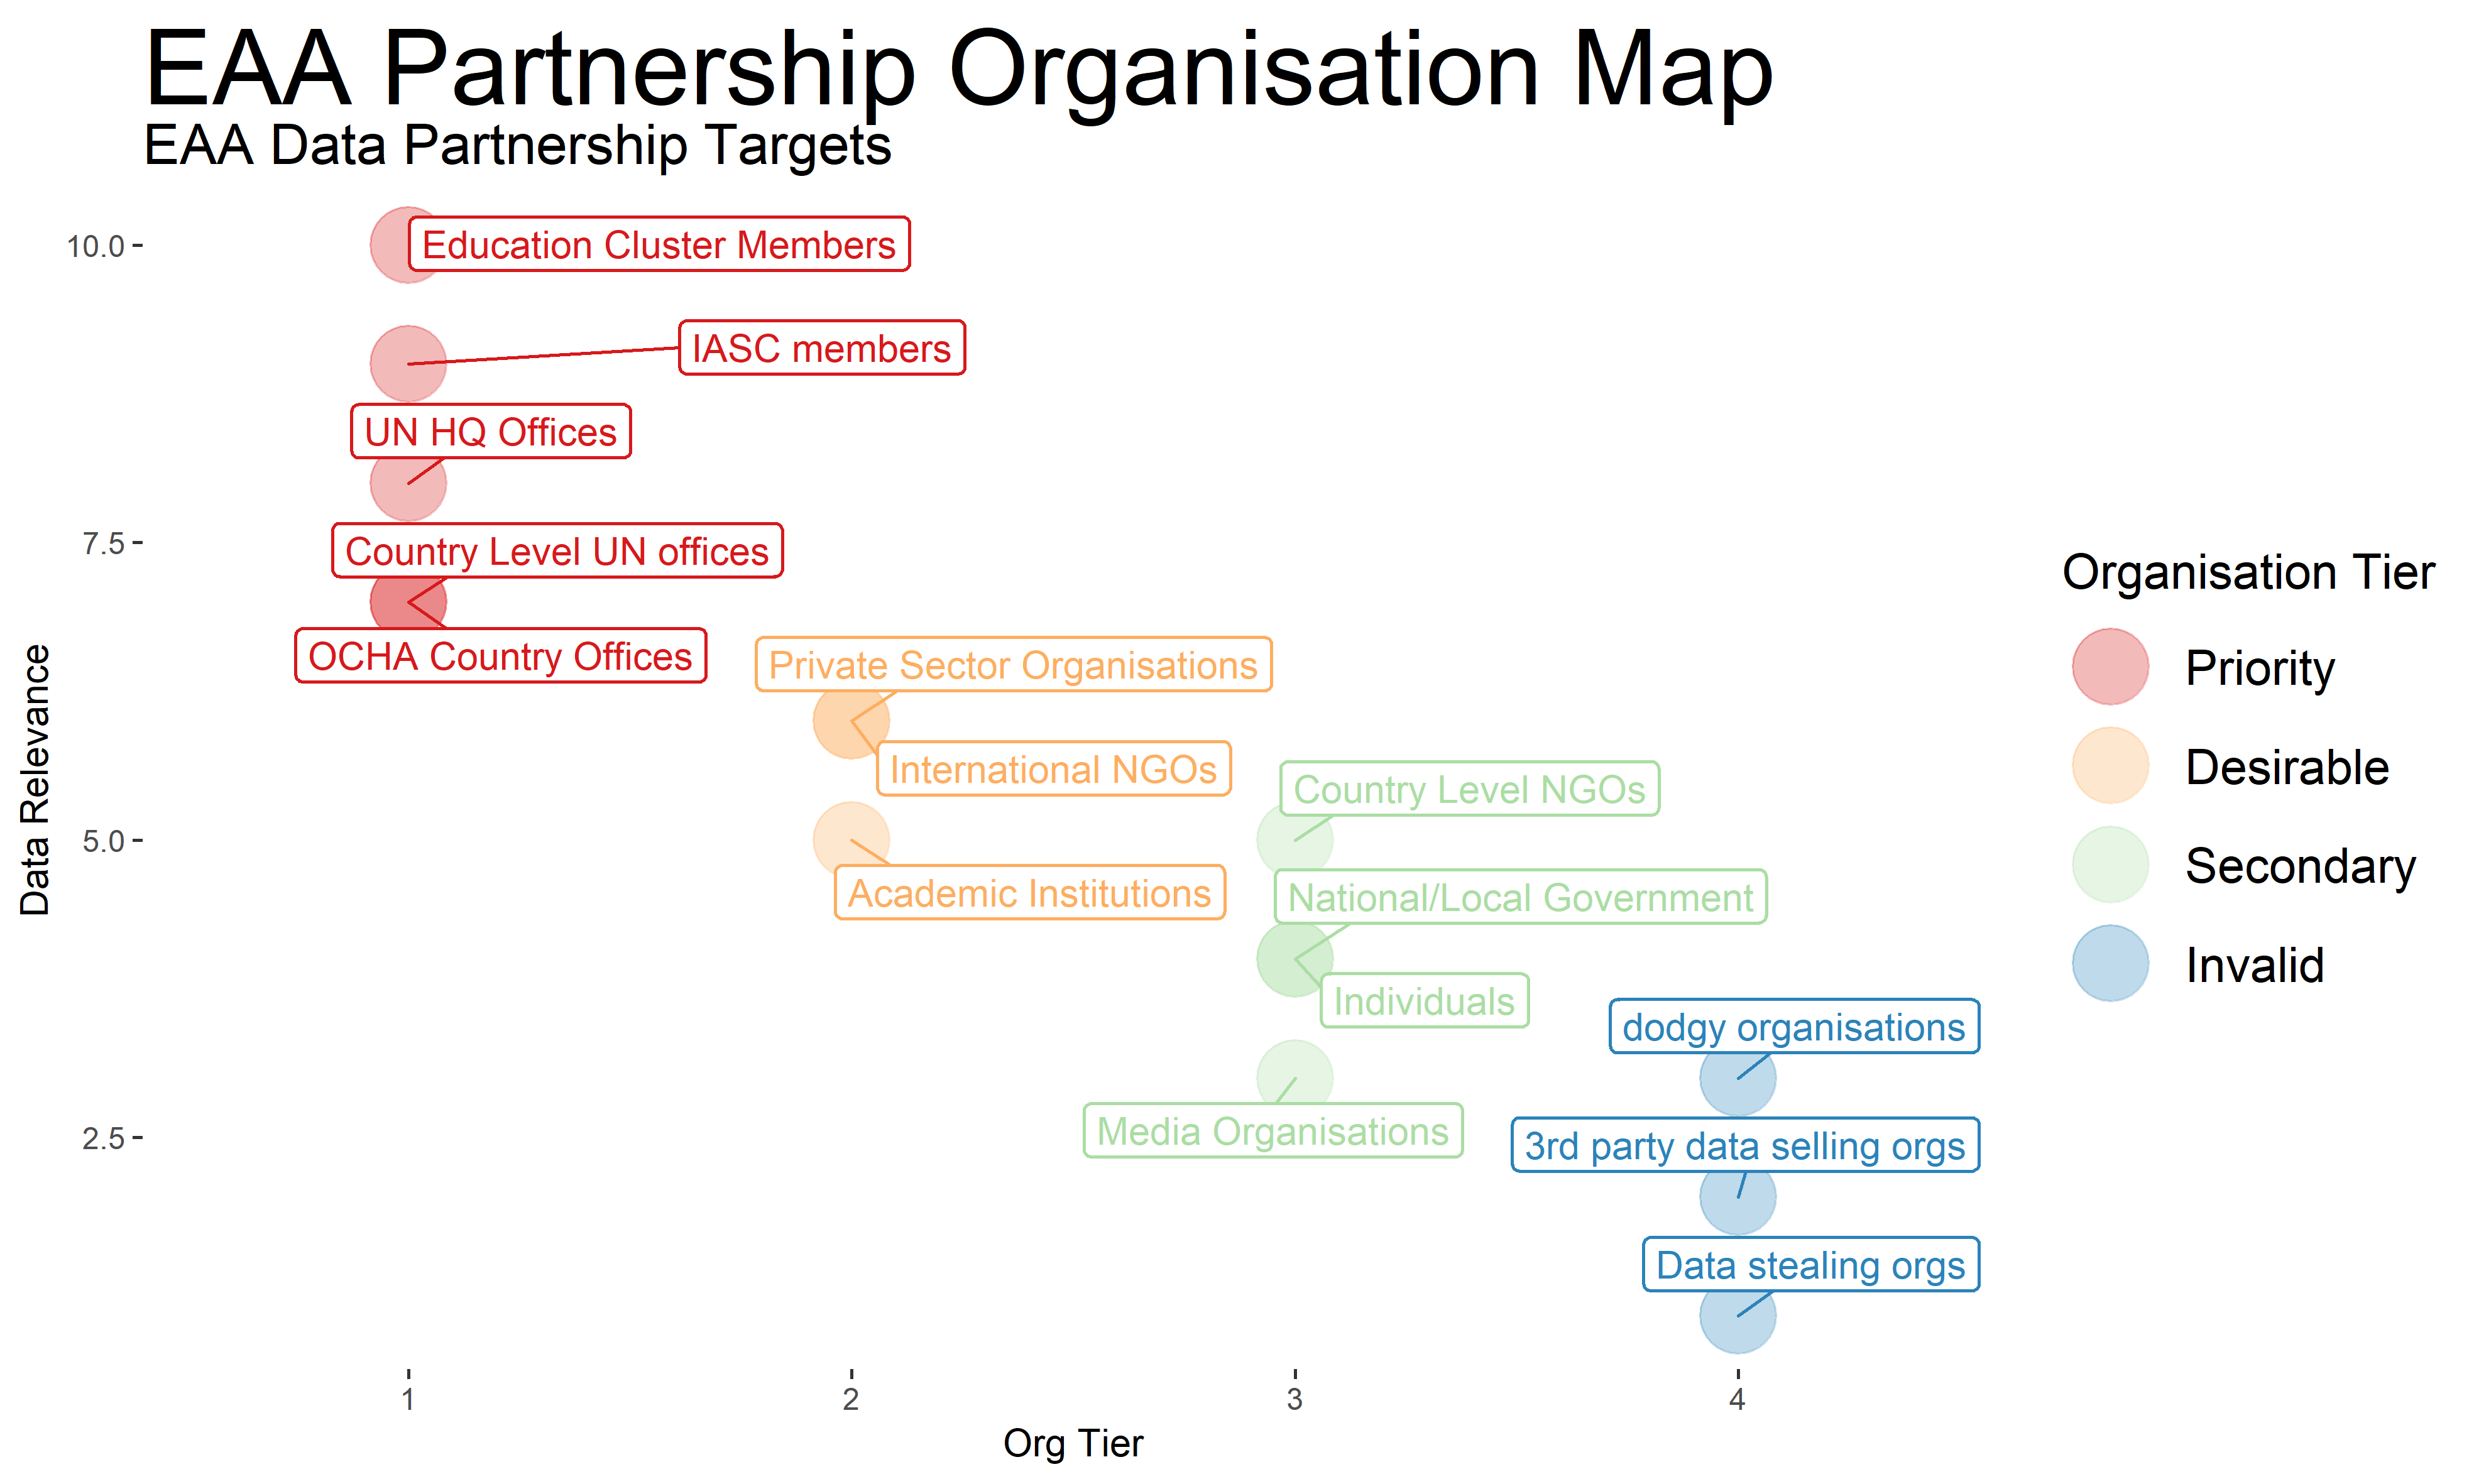 EAA Partnership Organisation Map
EAA Data Partnership Targets
Data Relevance
10.0
7.5
5.0
2.5
Education Cluster Members
IASC members
UN HQ Offices
Country Level UN offices
OCHA Country Offices
Private Sector Organisations
International NGOs
Academic Institutions
Country Level NGOs
National/Local Government
Individuals
Media Organisations
dodgy organisations
3rd party data selling orgs
Data stealing orgs
1
2
3
4
Org Tier
Organisation Tier
Priority
Desirable
Secondary
Invalid